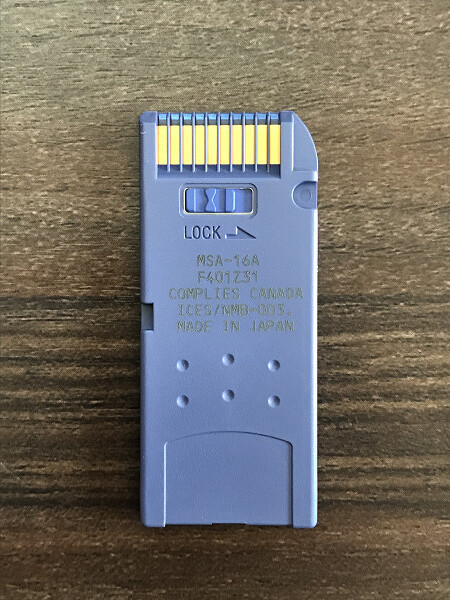 LOCK
MSA-16A
F401Z31
COMPLIES CANADA
ICES/NMB-003.
MADE IN JAPAN